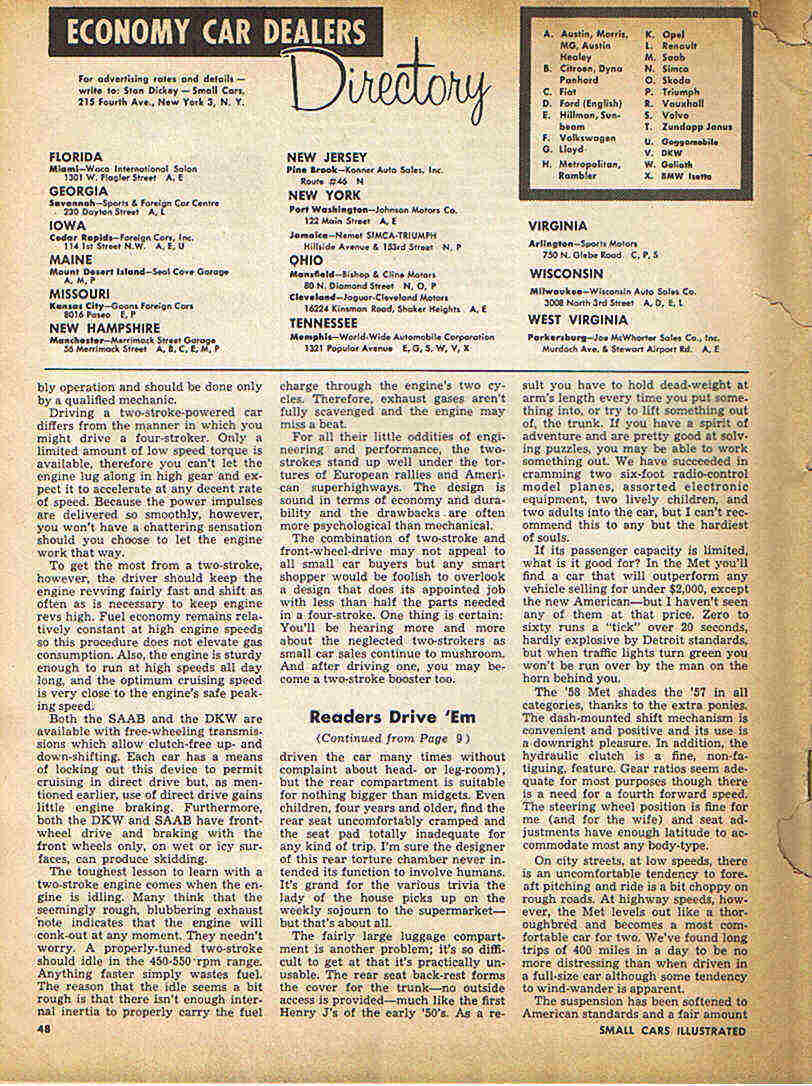 ECONOMY CAR DEALERS
Directory
For advertising rates and details —
write to: Stan Dickey — Small Cars,
215 Fourth Ave., New York 3, N. Y.
A. Austin, Morris,
MG, Austin
Healey
B. Citroen, Dyna
Panhard
C. Fiat
D. Ford (English)
E. Hillman, Sun-
beam
F. Volkswagen
G. Lloyd
H. Metropolitan,
Rambler
K. Opel
L. Renault
M. Saab
N. Simca
O. Skoda
P. Triumph
R. Vauxhall
S. Volvo
T. Zundapp Janus
U. Goggomobile
V. DKW
W. Goliath
X. BMW Isetta
FLORIDA
Miami—Waco International Salon
1301 W. Flagler Street A, E
GEORGIA
Savannah—Sports & Foreign Car Centre
230 Dayton Street A, L
IOWA
Cedar Rapids—Foreign Cars, Inc.
114 1st Street N.W. A, E, U
MAINE
Mount Desert Island—Seal Cove Garage
A, M, P
MISSOURI
Kansas City—Goans Foreign Cars
8016 Paseo E, P
NEW HAMPSHIRE
Manchester—Merrimack Street Garage
56 Merrimack Street A, B, C, E, M, P
NEW JERSEY
Pine Brook—Konner Auto Sales, Inc.
Route #46 N
NEW YORK
Port Washington—Johnson Motors Co.
122 Main Street A, E
Jamaica—Nemet SIMCA-TRIUMPH
Hillside Avenue & 153rd Street N, P
OHIO
Mansfield—Bishop & Cline Motors
80 N. Diamond Street N, O, P
Cleveland—Jaguar-Cleveland Motors
16224 Kinsman Road, Shaker Heights A, E
TENNESSEE
Memphis—World-Wide Automobile Corporation
1321 Popular Avenue E, G, S, W, V, X
VIRGINIA
Arlington—Sports Motors
750 N. Glebe Road C, P, S
WISCONSIN
Milwaukee—Wisconsin Auto Sales Co.
3008 North 3rd Street A, D, E, L
WEST VIRGINIA
Parkersburg—Joe McWhorter Sales Co., Inc.
Murdoch Ave. & Stewart Airport Rd. A, E
bly operation and should be done only
by a qualified mechanic.
Driving a two-stroke-powered car
differs from the manner in which you
might drive a four-stroker. Only a
limited amount of low speed torque is
available, therefore you can't let the
engine lug along in high gear and ex-
pect it to accelerate at any decent rate
of speed. Because the power impulses
are delivered so smoothly, however,
you won't have a chattering sensation
should you choose to let the engine
work that way.
To get the most from a two-stroke,
however, the driver should keep the
engine revving fairly fast and shift as
often as is necessary to keep engine
revs high. Fuel economy remains rela-
tively constant at high engine speeds
so this procedure does not elevate gas
consumption. Also, the engine is sturdy
enough to run at high speeds all day
long, and the optimum cruising speed
is very close to the engine's safe peak-
ing speed.
Both the SAAB and the DKW are
available with free-wheeling transmis-
sions which allow clutch-free up- and
down-shifting. Each car has a means
of locking out this device to permit
cruising in direct drive but, as men-
tioned earlier, use of direct drive gains
little engine braking. Furthermore,
both the DKW and SAAB have front-
wheel drive and braking with the
front wheels only, on wet or icy sur-
faces, can produce skidding.
The toughest lesson to learn with a
two-stroke engine comes when the en-
gine is idling. Many think that the
seemingly rough, blubbering exhaust
note indicates that the engine will
conk-out at any moment. They needn't
worry. A properly-tuned two-stroke
should idle in the 450-550 rpm range.
Anything faster simply wastes fuel.
The reason that the idle seems a bit
rough is that there isn't enough inter-
nal inertia to properly carry the fuel
charge through the engine's two cy-
cles. Therefore, exhaust gases aren't
fully scavenged and the engine may
miss a beat.
For all their little oddities of engi-
neering and performance, the two-
strokes stand up well under the tor-
tures of European rallies and Ameri-
can superhighways. The design is
sound in terms of economy and dura-
bility and the drawbacks are often
more psychological than mechanical.
The combination of two-stroke and
front-wheel-drive may not appeal to
all small car buyers but any smart
shopper would be foolish to overlook
a design that does its appointed job
with less than half the parts needed
in a four-stroke. One thing is certain:
You'll be hearing more and more
about the neglected two-strokers as
small car sales continue to mushroom.
And after driving one, you may be-
come a two-stroke booster too.
Readers Drive 'Em
(Continued from Page 9)
driven the car many times without
complaint about head- or leg-room),
but the rear compartment is suitable
for nothing bigger than midgets. Even
children, four years and older, find the
rear seat uncomfortably cramped and
the seat pad totally inadequate for
any kind of trip. I'm sure the designer
of this rear torture chamber never in-
tended its function to involve humans.
It's grand for the various trivia the
lady of the house picks up on the
weekly sojourn to the supermarket—
but that's about all.
The fairly large luggage compart-
ment is another problem; it's so diffi-
cult to get at that it's practically un-
usable. The rear seat back-rest forms
the cover for the trunk—no outside
access is provided—much like the first
Henry J's of the early '50's. As a re-
sult you have to hold dead-weight at
arm's length every time you put some-
thing into, or try to lift something out
of, the trunk. If you have a spirit of
adventure and are pretty good at solv-
ing puzzles, you may be able to work
something out. We have succeeded in
cramming two six-foot radio-control
model planes, assorted electronic
equipment, two lively children, and
two adults into the car, but I can't rec-
ommend this to any but the hardiest
of souls.
If its passenger capacity is limited,
what is it good for? In the Met you'll
find a car that will outperform any
vehicle selling for under $2,000, except
the new American—but I haven't seen
any of them at that price. Zero to
sixty runs a "tick" over 20 seconds,
hardly explosive by Detroit standards,
but when traffic lights turn green you
won't be run over by the man on the
horn behind you.
The '58 Met shades the '57 in all
categories, thanks to the extra ponies.
The dash-mounted shift mechanism is
convenient and positive and its use is
a downright pleasure. In addition, the
hydraulic clutch is a fine, non-fa-
tiguing, feature. Gear ratios seem ade-
quate for most purposes though there
is a need for a fourth forward speed.
The steering wheel position is fine for
me (and for the wife) and seat ad-
justments have enough latitude to ac-
commodate most any body-type.
On city streets, at low speeds, there
is an uncomfortable tendency to fore-
aft pitching and ride is a bit choppy on
rough roads. At highway speeds, how-
ever, the Met levels out like a thor-
oughbred and becomes a most com-
fortable car for two. We've found long
trips of 400 miles in a day to be no
more distressing than when driven in
a full-size car although some tendency
to wind-wander is apparent.
The suspension has been softened to
American standards and a fair amount
48
SMALL CARS ILLUSTRATED